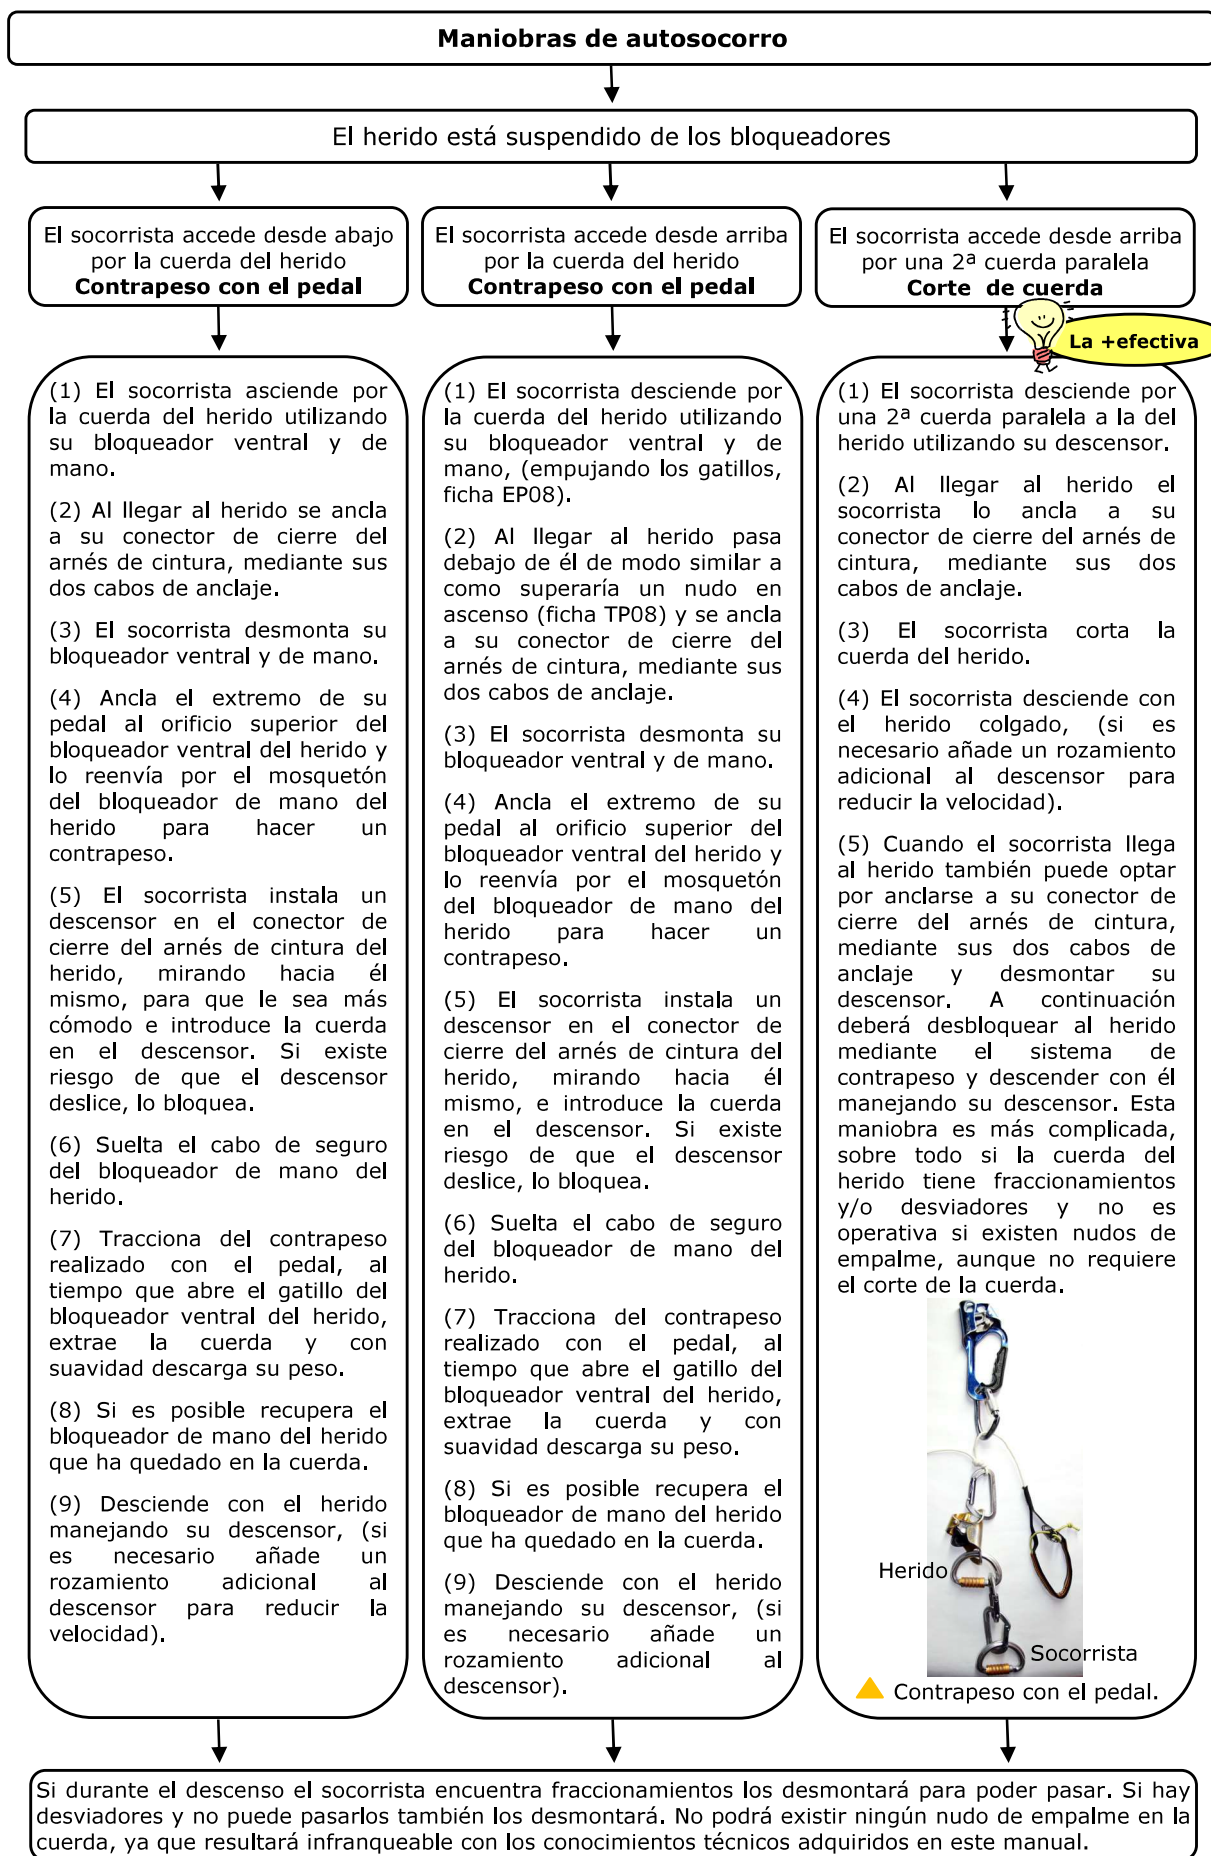 Maniobras de autosocorro
El herido está suspendido de los bloqueadores
El socorrista accede desde abajo
por la cuerda del herido
Contrapeso con el pedal
El socorrista accede desde arriba
por la cuerda del herido
Contrapeso con el pedal
El socorrista accede desde arriba
por una 2ª cuerda paralela
Corte de cuerda
La +efectiva
(1) El socorrista asciende por
la cuerda del herido utilizando
su bloqueador ventral y de
mano.
(2) Al llegar al herido se ancla
a su conector de cierre del
arnés de cintura, mediante sus
dos cabos de anclaje.
(3) El socorrista desmonta su
bloqueador ventral y de mano.
(4) Ancla el extremo de su
pedal al orificio superior del
bloqueador ventral del herido y
lo reenvía por el mosquetón
del bloqueador de mano del
herido para hacer un
contrapeso.
(5) El socorrista instala un
descensor en el conector de
cierre del arnés de cintura del
herido, mirando hacia él
mismo, para que le sea más
cómodo e introduce la cuerda
en el descensor. Si existe
riesgo de que el descensor
deslice, lo bloquea.
(6) Suelta el cabo de seguro
del bloqueador de mano del
herido.
(7) Tracciona del contrapeso
realizado con el pedal, al
tiempo que abre el gatillo del
bloqueador ventral del herido,
extrae la cuerda y con
suavidad descarga su peso.
(8) Si es posible recupera el
bloqueador de mano del herido
que ha quedado en la cuerda.
(9) Desciende con el herido
manejando su descensor, (si
es necesario añade un
rozamiento adicional al
descensor para reducir la
velocidad).
(1) El socorrista desciende por
la cuerda del herido utilizando
su bloqueador ventral y de
mano, (empujando los gatillos,
ficha EP08).
(2) Al llegar al herido pasa
debajo de él de modo similar a
como superaría un nudo en
ascenso (ficha TP08) y se ancla
a su conector de cierre del
arnés de cintura, mediante sus
dos cabos de anclaje.
(3) El socorrista desmonta su
bloqueador ventral y de mano.
(4) Ancla el extremo de su
pedal al orificio superior del
bloqueador ventral del herido y
lo reenvía por el mosquetón
del bloqueador de mano del
herido para hacer un
contrapeso.
(5) El socorrista instala un
descensor en el conector de
cierre del arnés de cintura del
herido, mirando hacia él
mismo, e introduce la cuerda
en el descensor. Si existe
riesgo de que el descensor
deslice, lo bloquea.
(6) Suelta el cabo de seguro
del bloqueador de mano del
herido.
(7) Tracciona del contrapeso
realizado con el pedal, al
tiempo que abre el gatillo del
bloqueador ventral del herido,
extrae la cuerda y con
suavidad descarga su peso.
(8) Si es posible recupera el
bloqueador de mano del herido
que ha quedado en la cuerda.
(9) Desciende con el herido
manejando su descensor, (si
es necesario añade un
rozamiento adicional al
descensor).
(1) El socorrista desciende por
una 2ª cuerda paralela a la del
herido utilizando su descensor.
(2) Al llegar al herido el
socorrista lo ancla a su
conector de cierre del arnés de
cintura, mediante sus dos
cabos de anclaje.
(3) El socorrista corta la
cuerda del herido.
(4) El socorrista desciende con
el herido colgado, (si es
necesario añade un rozamiento
adicional al descensor para
reducir la velocidad).
(5) Cuando el socorrista llega
al herido también puede optar
por anclarse a su conector de
cierre del arnés de cintura,
mediante sus dos cabos de
anclaje y desmontar su
descensor. A continuación
deberá desbloquear al herido
mediante el sistema de
contrapeso y descender con él
manejando su descensor. Esta
maniobra es más complicada,
sobre todo si la cuerda del
herido tiene fraccionamientos
y/o desviadores y no es
operativa si existen nudos de
empalme, aunque no requiere
el corte de la cuerda.
Herido
Socorrista
Contrapeso con el pedal.
Si durante el descenso el socorrista encuentra fraccionamientos los desmontará para poder pasar. Si hay
desviadores y no puede pasarlos también los desmontará. No podrá existir ningún nudo de empalme en la
cuerda, ya que resultará infranqueable con los conocimientos técnicos adquiridos en este manual.